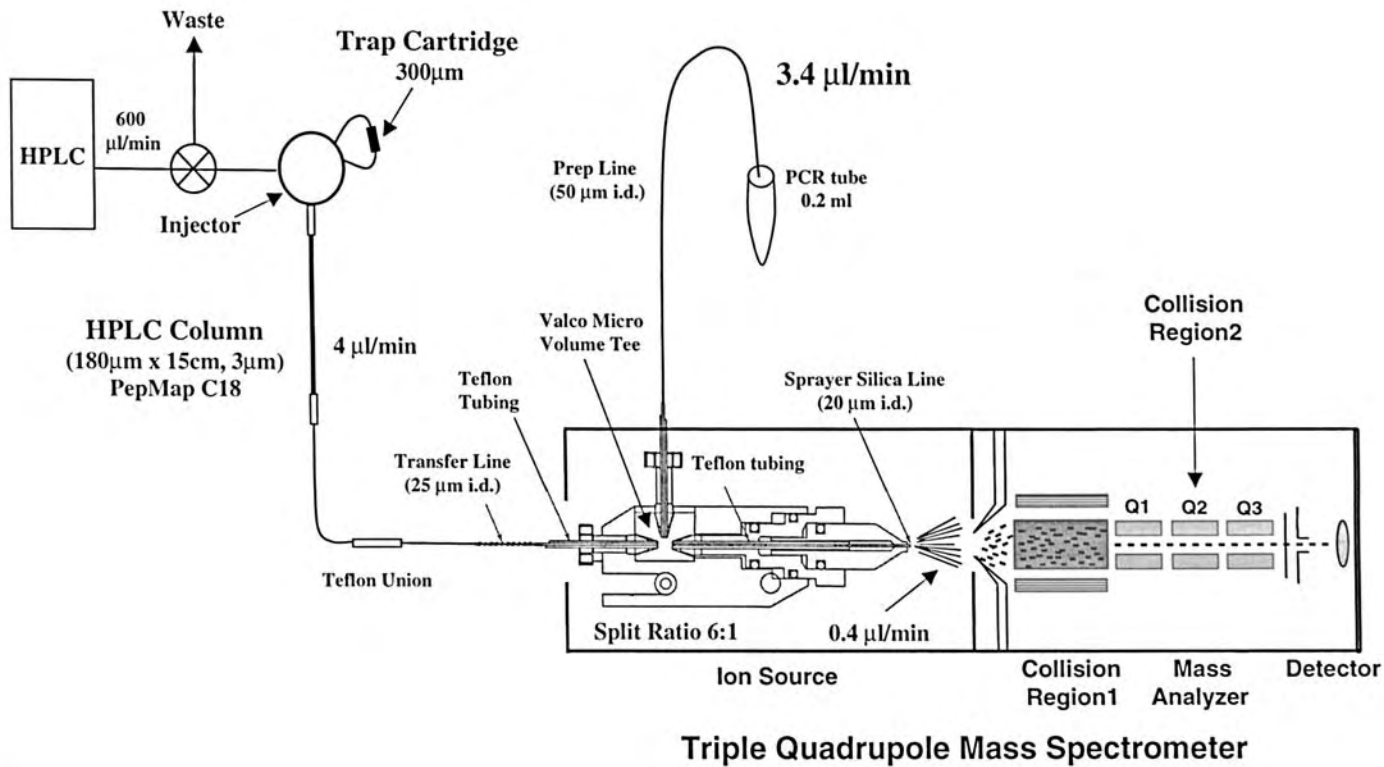 Waste
Trap Cartridge
300μm
3.4 μl/min
600
μl/min
HPLC
Prep Line
(50 μm i.d.)
PCR tube
0.2 ml
Injector
Collision
Region2
HPLC Column
(180μm x 15cm, 3μm)
PepMap C18
4 μl/min
Valco Micro
Volume Tee
Teflon
Tubing
Sprayer Silica Line
(20 μm i.d.)
Transfer Line
(25 μm i.d.)
Teflon tubing
Q1
Q2
Q3
Teflon Union
Split Ratio 6:1
0.4 μl/min
Ion Source
Collision
Region1
Mass
Analyzer
Detector
Triple Quadrupole Mass Spectrometer